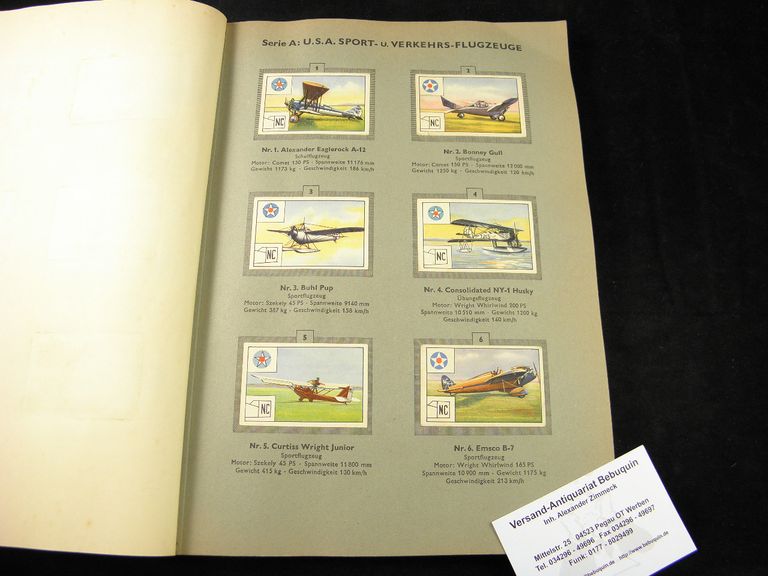 Serie A: U.S.A. SPORT- u. VERKEHRS-FLUGZEUGE
1
NC
Nr. 1. Alexander Eaglerock A-12
Schulflugzeug
Motor: Comet 150 PS - Spannweite 11176 mm
Gewicht 1173 kg - Geschwindigkeit 186 km/h
2
NC
Nr. 2. Bonney Gull
Sportflugzeug
Motor: Comet 150 PS - Spannweite 12000 mm
Gewicht 1250 kg - Geschwindigkeit 120 km/h
3
NC
Nr. 3. Buhl Pup
Sportflugzeug
Motor: Szekely 45 PS - Spannweite 9140 mm
Gewicht 387 kg - Geschwindigkeit 158 km/h
4
NC
Nr. 4. Consolidated NY-1 Husky
Übungsflugzeug
Motor: Wright Whirlwind 200 PS
Spannweite 10510 mm - Gewicht 1200 kg
Geschwindigkeit 140 km/h
5
NC
Nr. 5. Curtiss Wright Junior
Sportflugzeug
Motor: Szekely 45 PS - Spannweite 11800 mm
Gewicht 415 kg - Geschwindigkeit 130 km/h
6
NC
Nr. 6. Emsco B-7
Sportflugzeug
Motor: Wright Whirlwind 165 PS
Spannweite 10900 mm - Gewicht 1175 kg
Geschwindigkeit 213 km/h
Versand-Antiquariat Bebuquin
Inh. Alexander Zimmeck
Mittelstr. 25 04523 Pegau OT Werben
Tel. 034296 - 49696 Fax 034296 - 49697
Funk: 0177 - 8029499
@bebuquin.de http://www.bebuquin.de